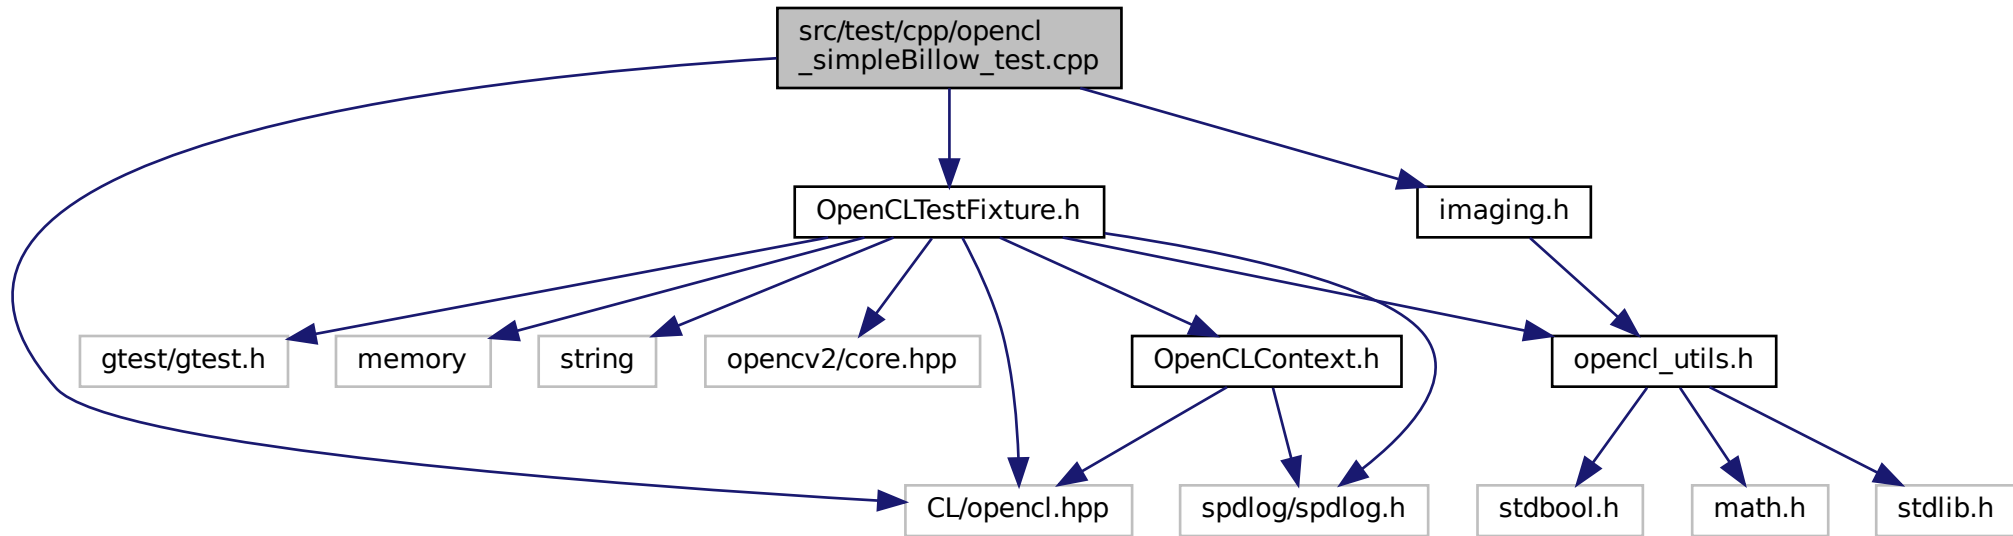 src/test/cpp/opencl
_simpleBillow_test.cpp
OpenCLTestFixture.h
imaging.h
gtest/gtest.h
memory
string
opencv2/core.hpp
OpenCLContext.h
opencl_utils.h
CL/opencl.hpp
spdlog/spdlog.h
stdbool.h
math.h
stdlib.h